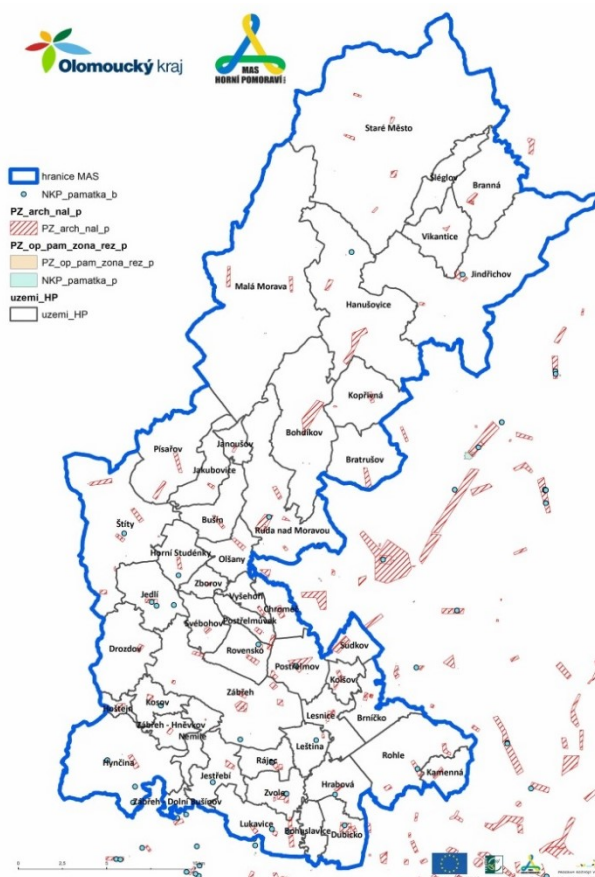 Olomoucký kraj
MAS
HORNÍ POMORAVÍ
hranice MAS
NKP_pamatka_b
PZ_arch_nal_p
PZ_arch_nal_p
PZ_op_pam_zona_rez_p
PZ_op_pam_zona_rez_p
NKP_pamatka_p
uzemi_HP
uzemi_HP
Staré Město
Šléglov
Branná
Vikantice
Jindřichov
Malá Morava
Hanušovice
Kopřivná
Bohdíkov
Písařov
Janoušov
Jakubovice
Bratrušov
Bušín
Štíty
Ruda nad Moravou
Horní Studénky
Olšany
Zborov
Jedlí
Vyšehoří
Chromeč
Postřelmůvek
Svébohov
Sudkov
Drozdov
Rovensko
Postřelmov
Kolšov
Zábřeh
Hoštejn
Kosov
Lesnice
Brníčko
Zábřeh - Hněvkov
Nemile
Leština
Rohle
Hynčina
Rájec
Kamenná
Jestřebí
Zvole
Hrabová
Zábřeh - Dolní Bušínov
Lukavice
Bohuslavice
Dubicko
0
2,5